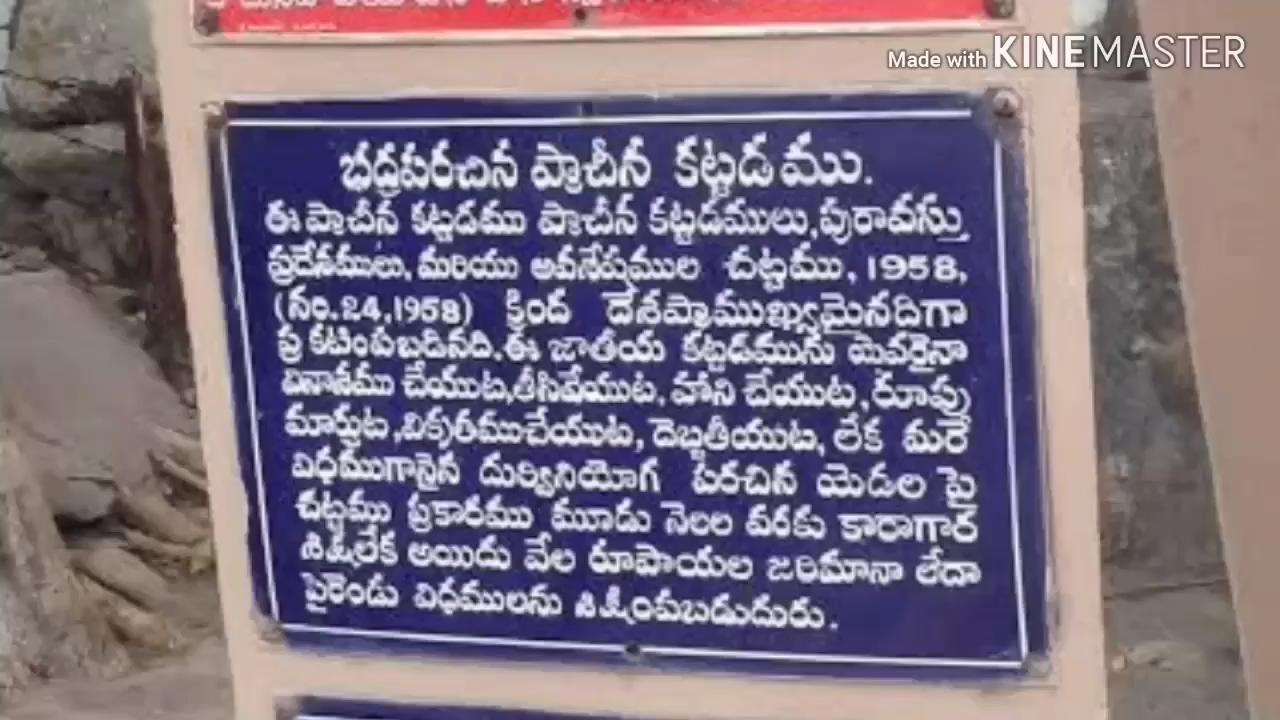 Made with KINEMASTER
భద్రపరచిన ప్రాచీన కట్టడము.
ఈ ప్రాచీన కట్టడము ప్రాచీన కట్టడములు,పురావస్తు
ప్రదేశములు, మరియు అవశేషముల చట్టము, 1958,
(నం.24,1958) క్రింద దేశప్రాముఖ్యమైనదిగా
ప్రకటింపబడినది.ఈ జాతీయ కట్టడమును యెవరైనా
వినాశము చేయుట,తీసివేయుట, హాని చేయుట,రూపు
మార్చుట,వికృతముచేయుట, దెబ్బతీయుట, లేక మరే
విధముగానైన దుర్వినియోగ పరచిన యెడల పై
చట్టము ప్రకారము మూడు నెలల వరకు కారాగార
శిక్షలేక అయిదు వేల రూపాయల జరిమానా లేదా
పైరెండు విధములను శిక్షింపబడుదురు.